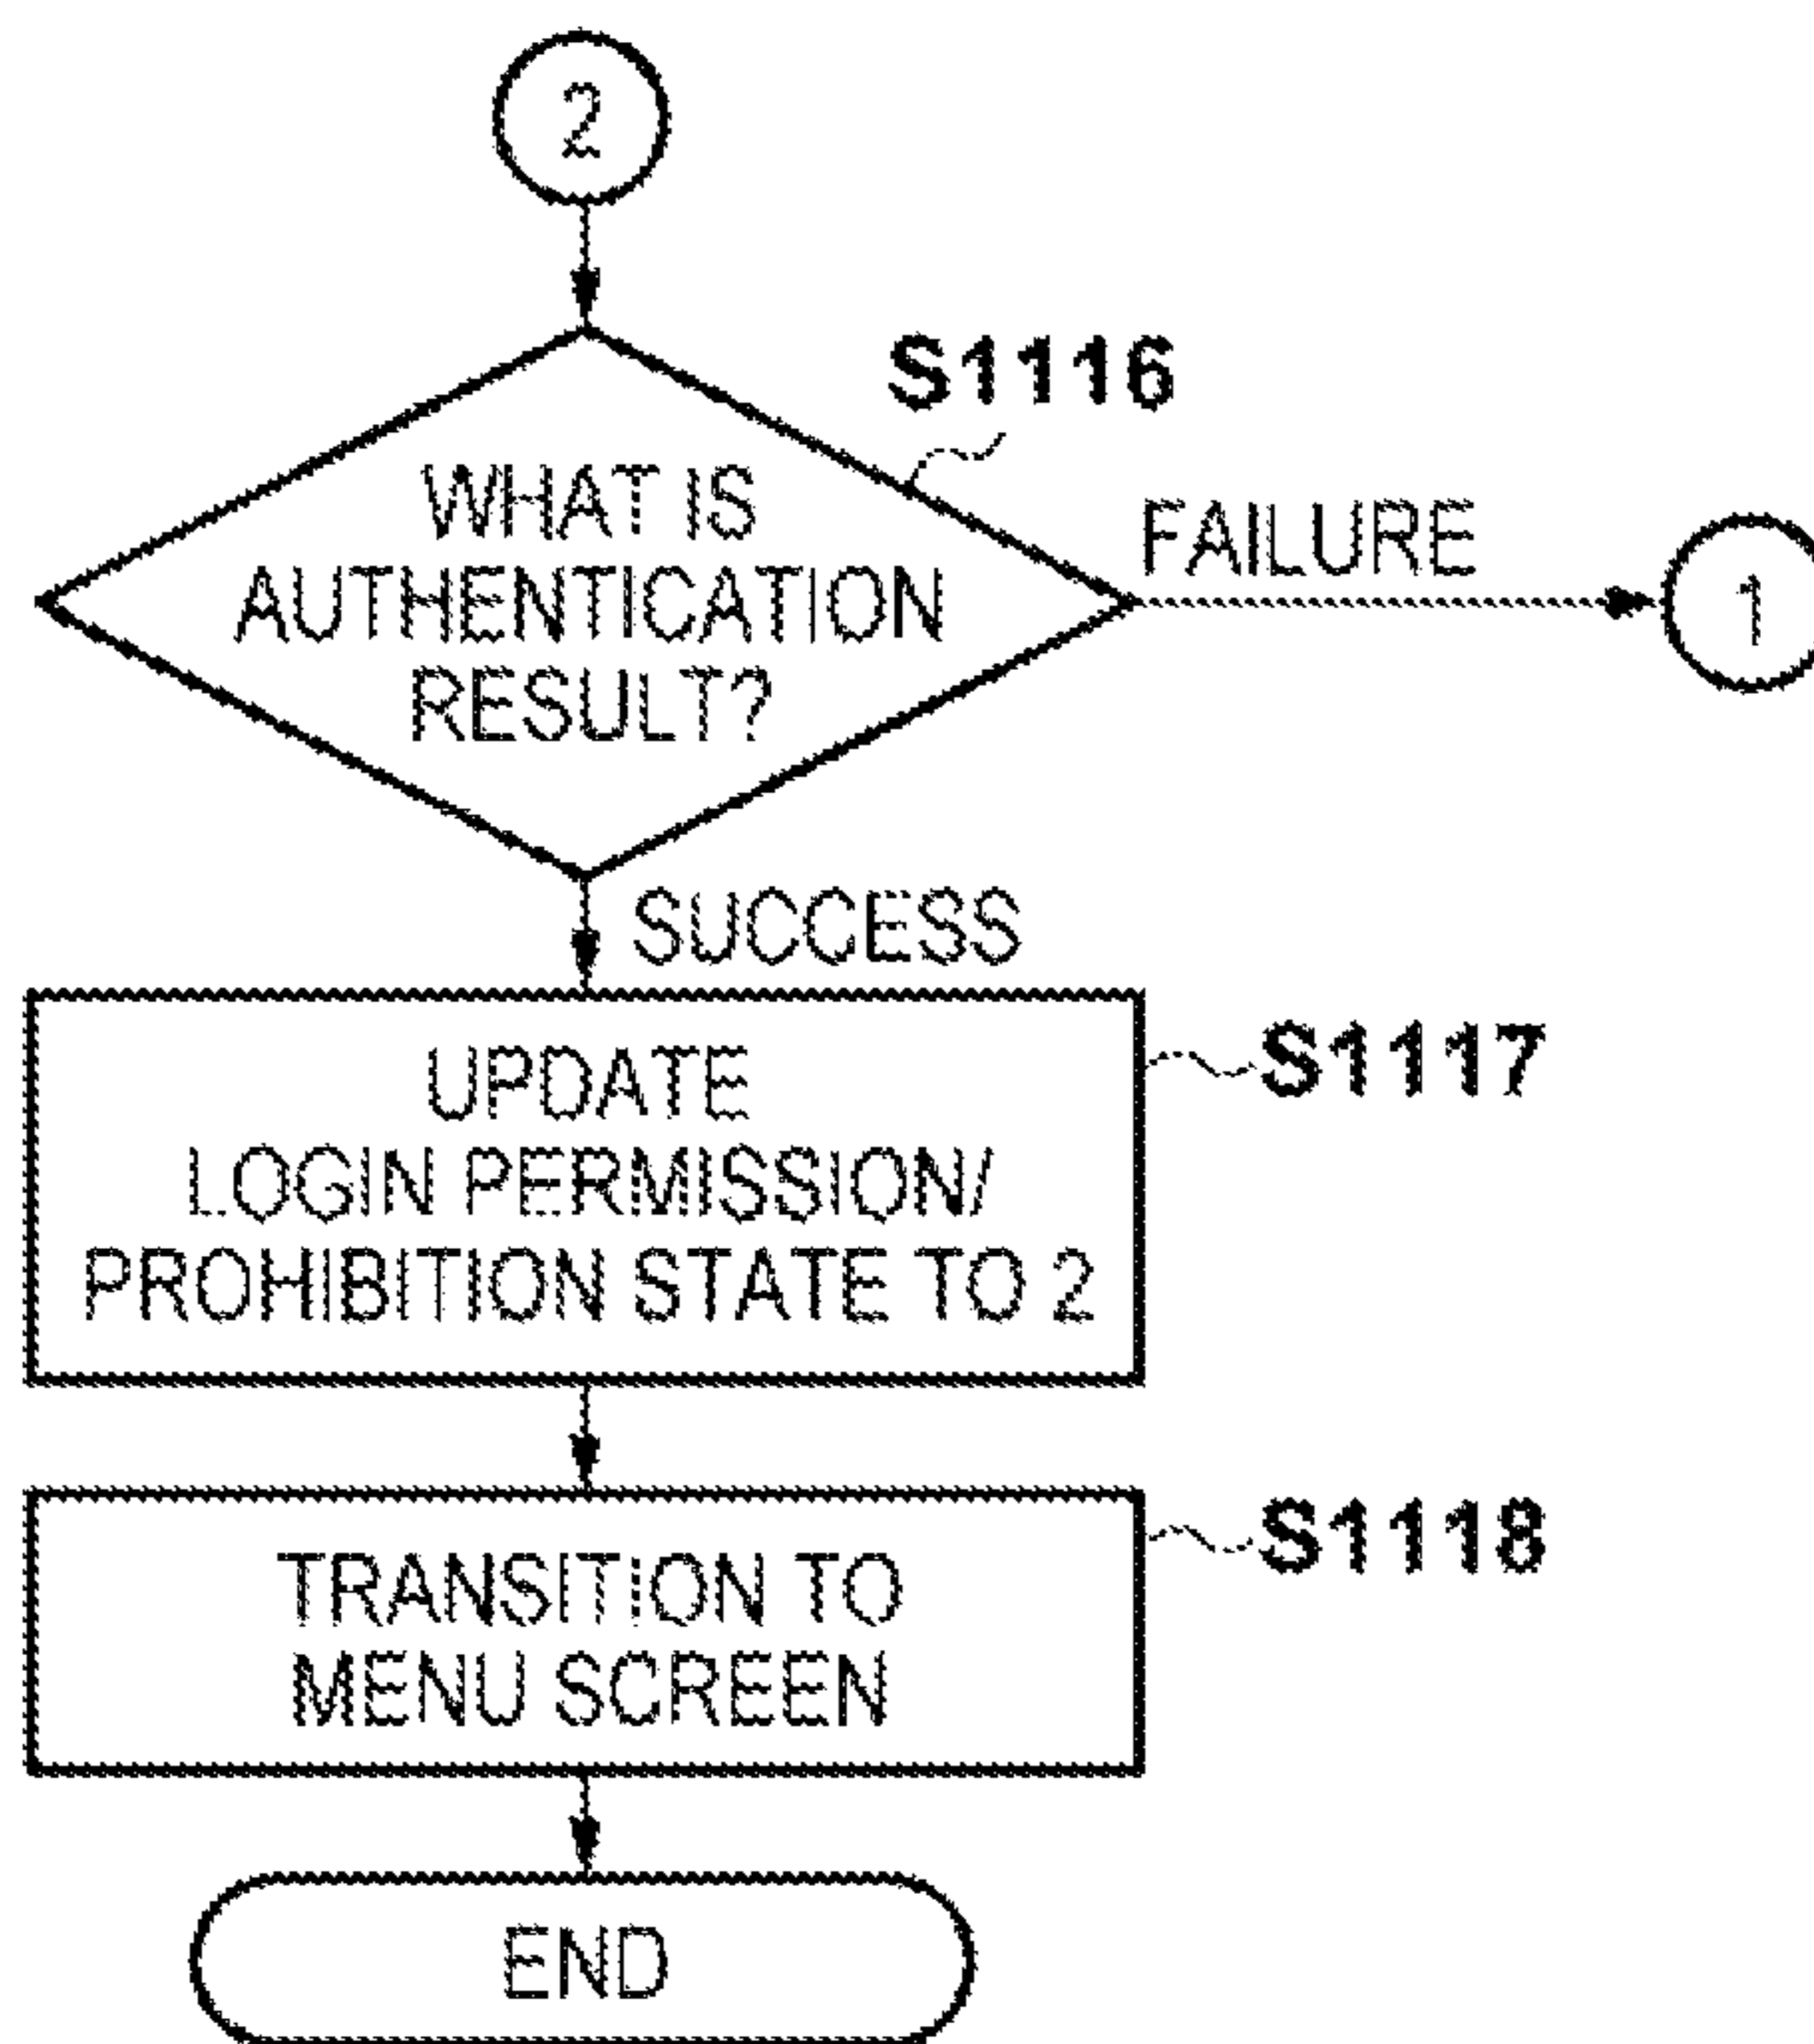 2
S1116
WHAT IS
AUTHENTICATION
RESULT?
FAILURE
1
SUCCESS
UPDATE
LOGIN PERMISSION/
PROHIBITION STATE TO 2
S1117
TRANSITION TO
MENU SCREEN
S1118
END